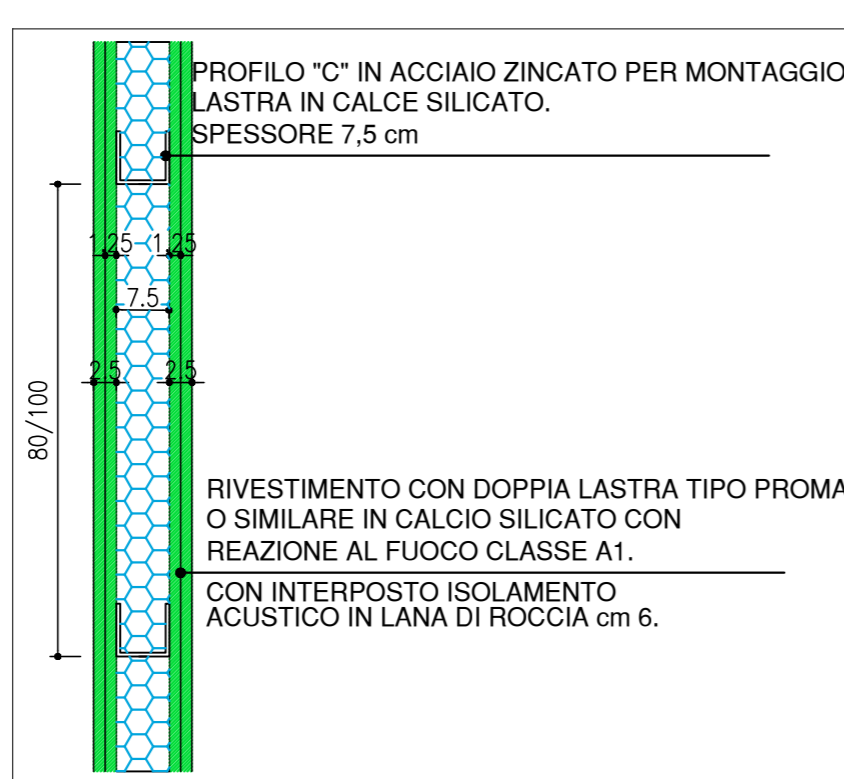 PROFILO "C" IN ACCIAIO ZINCATO PER MONTAGGIO
LASTRA IN CALCE SILICATO.
SPESSORE 7,5 cm
1.25 1.25
7.5
2.5 2.5
80/100
RIVESTIMENTO CON DOPPIA LASTRA TIPO PROMA
O SIMILARE IN CALCIO SILICATO CON
REAZIONE AL FUOCO CLASSE A1.
CON INTERPOSTO ISOLAMENTO
ACUSTICO IN LANA DI ROCCIA cm 6.